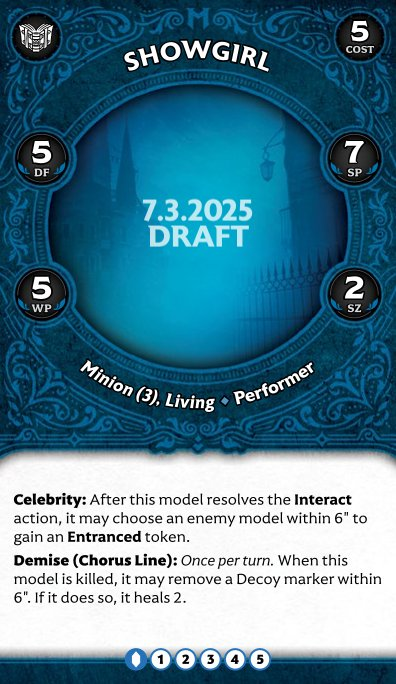 SHOWGIRL
5
COST
5
DF
7
SP
7.3.2025
DRAFT
5
WP
2
SZ
Minion (3), Living ◆ Performer
Celebrity: After this model resolves the Interact
action, it may choose an enemy model within 6" to
gain an Entranced token.
Demise (Chorus Line): Once per turn. When this
model is killed, it may remove a Decoy marker within
6". If it does so, it heals 2.
1 2 3 4 5